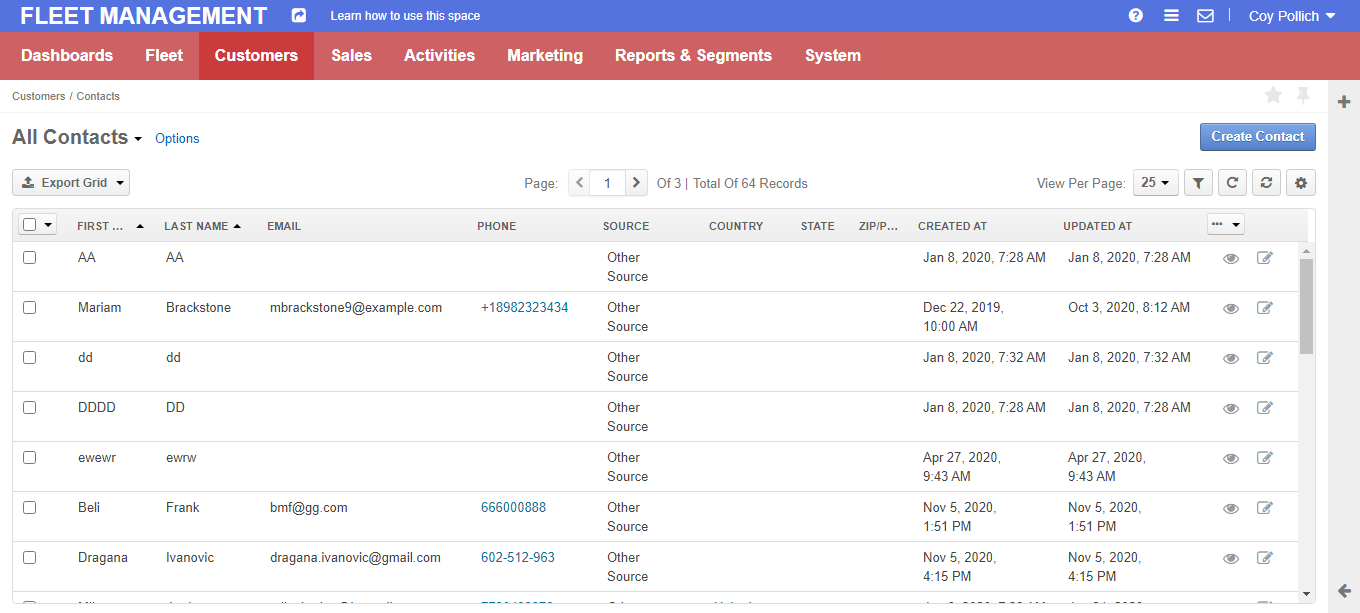 FLEET MANAGEMENT Learn how to use this space Coy Pollich
Dashboards Fleet Customers Sales Activities Marketing Reports & Segments System
Customers / Contacts
All Contacts Options Create Contact
Export Grid Page: 1 Of 3 | Total Of 64 Records View Per Page: 25
FIRST ... LAST NAME EMAIL PHONE SOURCE COUNTRY STATE ZIP/P... CREATED AT UPDATED AT
AA AA Other Jan 8, 2020, 7:28 AM Jan 8, 2020, 7:28 AM
Source
Mariam Brackstone mbrackstone9@example.com +18982323434 Other Dec 22, 2019, Oct 3, 2020, 8:12 AM
Source 10:00 AM
dd dd Other Jan 8, 2020, 7:32 AM Jan 8, 2020, 7:32 AM
Source
DDDD DD Other Jan 8, 2020, 7:28 AM Jan 8, 2020, 7:28 AM
Source
ewewr ewrw Other Apr 27, 2020, Apr 27, 2020,
Source 9:43 AM 9:43 AM
Beli Frank bmf@gg.com 666000888 Other Nov 5, 2020, Nov 5, 2020,
Source 1:51 PM 1:51 PM
Dragana Ivanovic dragana.ivanovic@gmail.com 602-512-963 Other Nov 5, 2020, Nov 5, 2020,
Source 4:15 PM 4:15 PM